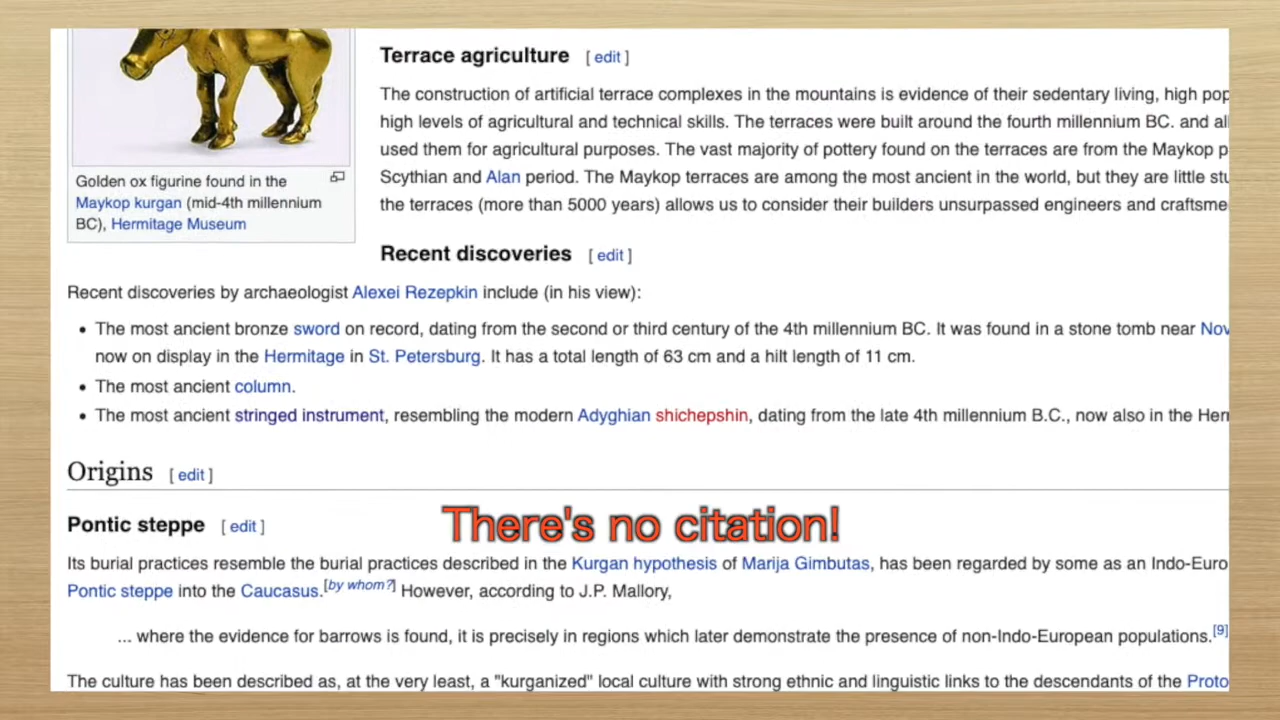 Terrace agriculture [ edit ]
The construction of artificial terrace complexes in the mountains is evidence of their sedentary living, high
high levels of agricultural and technical skills. The terraces were built around the fourth millennium BC. and
used them for agricultural purposes. The vast majority of pottery found on the terraces are from the Maykop
Scythian and Alan period. The Maykop terraces are among the most ancient in the world, but they are little
the terraces (more than 5000 years) allows us to consider their builders unsurpassed engineers and
Golden ox figurine found in the
Maykop kurgan (mid-4th millennium
BC), Hermitage Museum
Recent discoveries [ edit ]
Recent discoveries by archaeologist Alexei Rezepkin include (in his view):
• The most ancient bronze sword on record, dating from the second or third century of the 4th millennium BC. It was found in a stone tomb near
now on display in the Hermitage in St. Petersburg. It has a total length of 63 cm and a hilt length of 11 cm.
• The most ancient column.
• The most ancient stringed instrument, resembling the modern Adyghian shichepshin, dating from the late 4th millennium B.C., now also in the
Origins [ edit ]
Pontic steppe [ edit ]
There's no citation!
Its burial practices resemble the burial practices described in the Kurgan hypothesis of Marija Gimbutas, has been regarded by some as an
Pontic steppe into the Caucasus.[by whom?] However, according to J.P. Mallory,
... where the evidence for barrows is found, it is precisely in regions which later demonstrate the presence of non-Indo-European populations.[9]
The culture has been described as, at the very least, a "kurganized" local culture with strong ethnic and linguistic links to the descendants of the